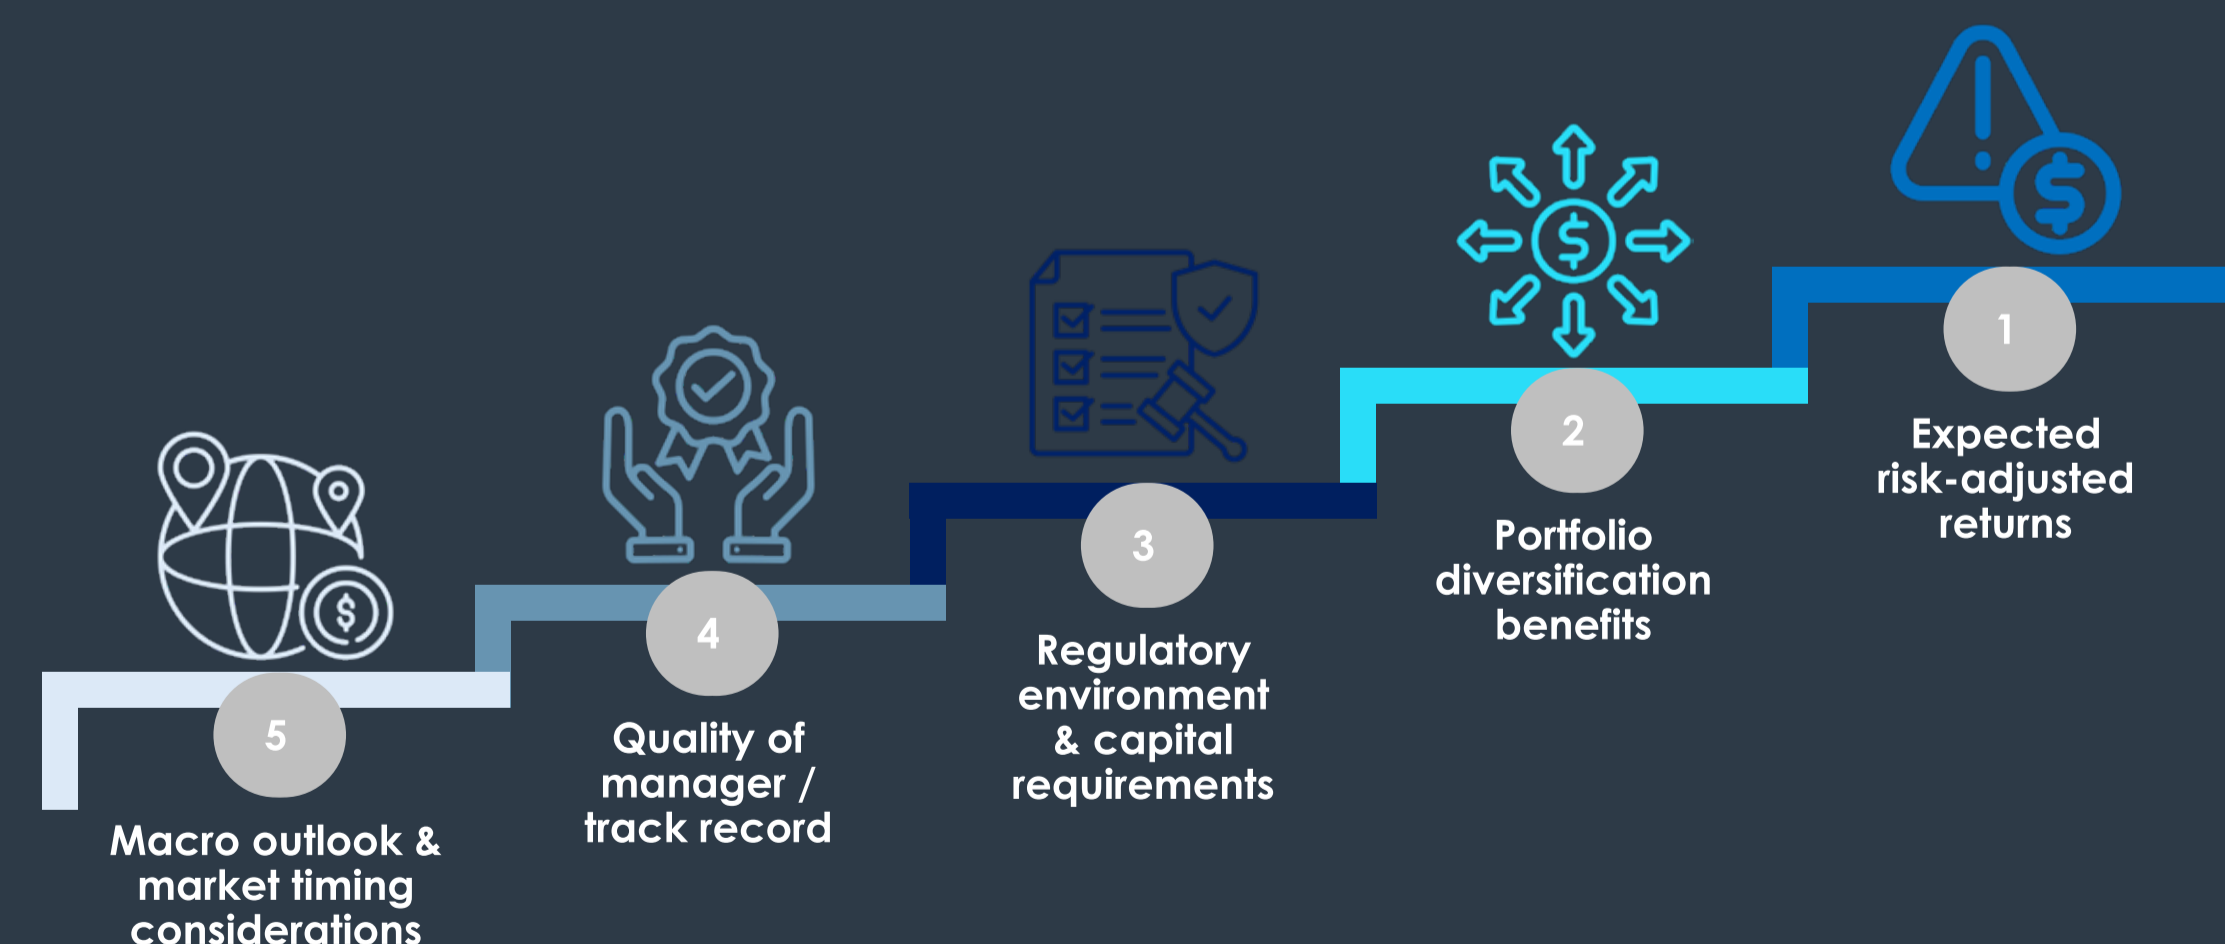 1
Expected
risk-adjusted
returns
2
Portfolio
diversification
benefits
3
Regulatory
environment
& capital
requirements
4
Quality of
manager /
track record
5
Macro outlook &
market timing
considerations